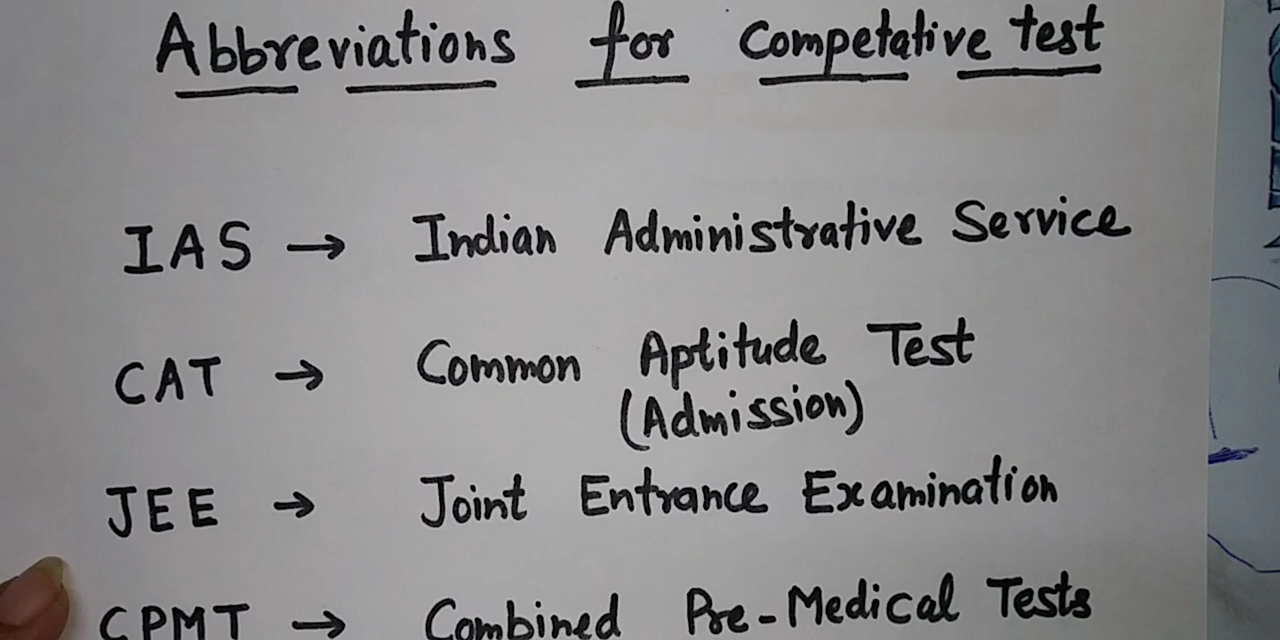 Abbreviations for Competative test
IAS → Indian Administrative Service
CAT → Common Aptitude Test
(Admission)
JEE → Joint Entrance Examination
CPMT → Combined Pre-Medical Tests